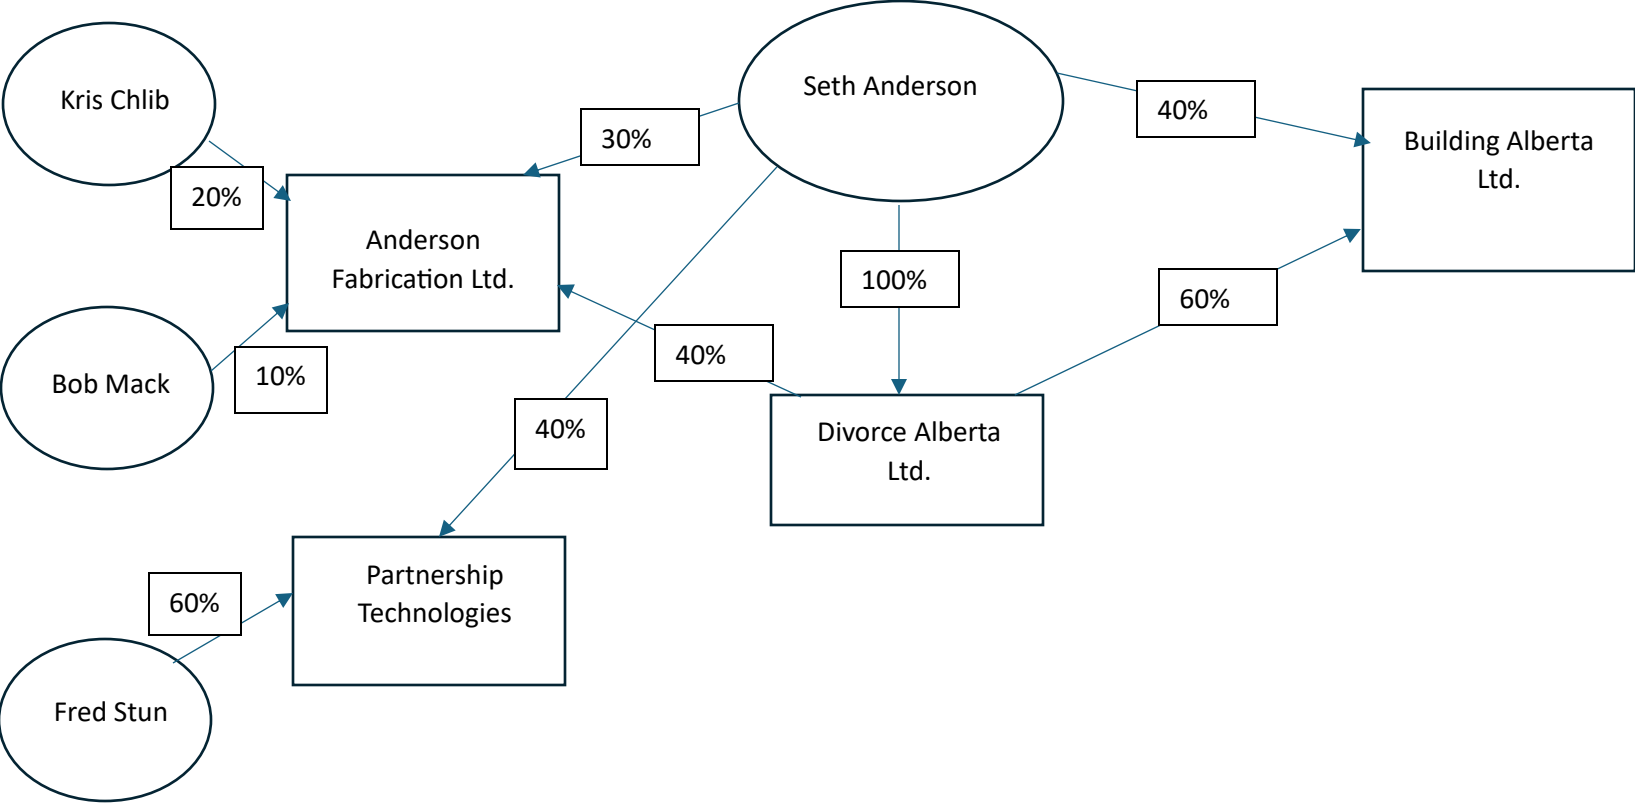 Kris Chlib
20%
Bob Mack
10%
Anderson
Fabrication Ltd.
30%
Seth Anderson
40%
Building Alberta
Ltd.
100%
60%
40%
Divorce Alberta
Ltd.
40%
Partnership
Technologies
60%
Fred Stun